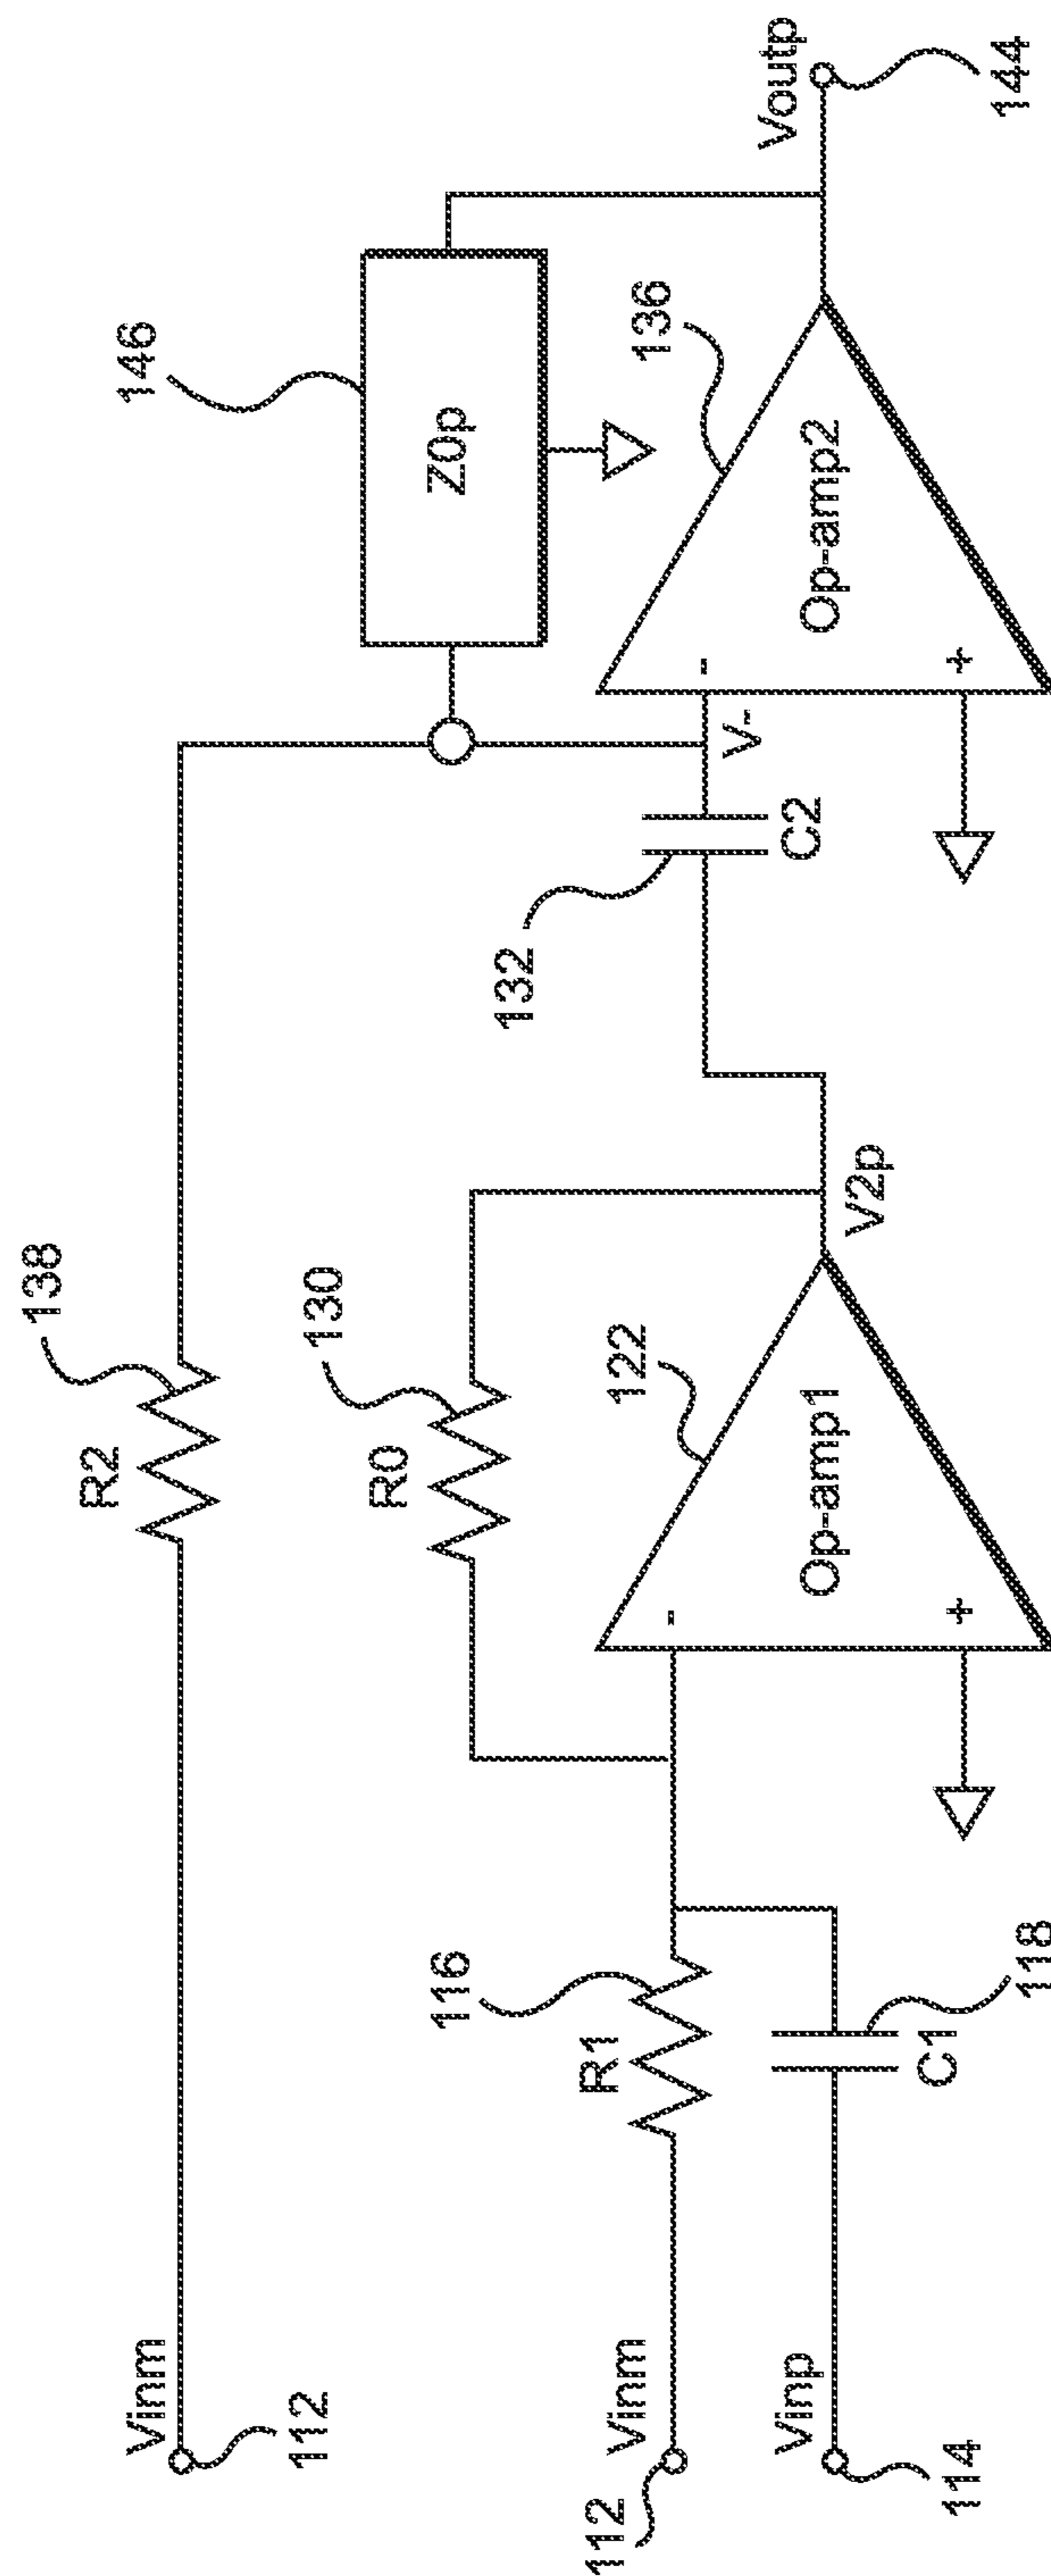 Vinm
112
R2
138
146
Z0p
Vinm
112
R1
116
R0
130
Vinp
114
C1
118
-
+
Op-amp1
122
V2p
132
C2
V-
-
+
Op-amp2
136
Voutp
144